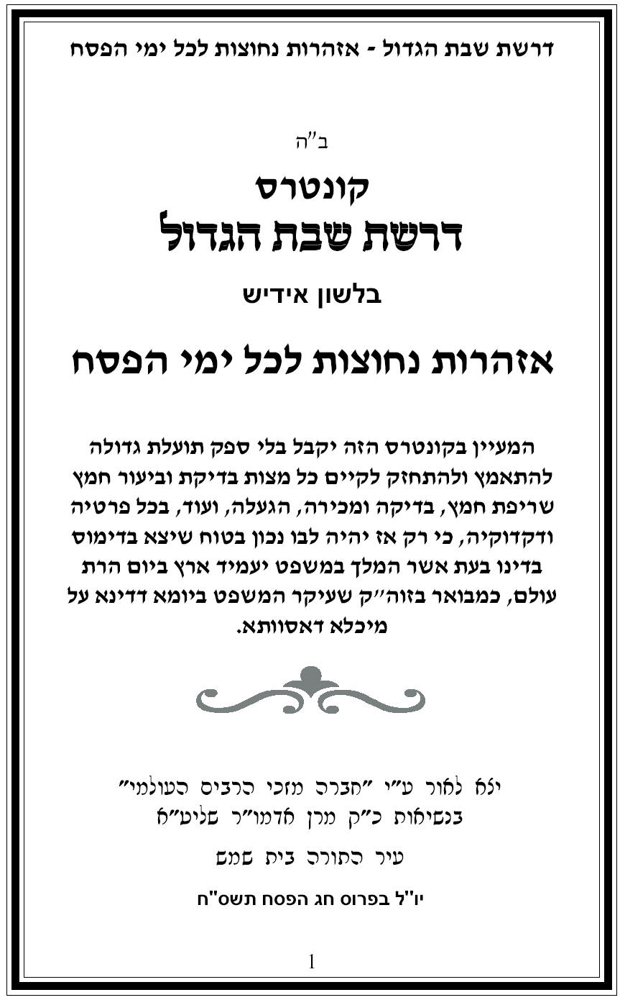 דרשת שבת הגדול - אזהרות נחוצות לכל ימי הפסח
ב"ה
קונטרס
דרשת שבת הגדול
בלשון אידיש
אזהרות נחוצות לכל ימי הפסח
המעיין בקונטרס הזה יקבל בלי ספק תועלת גדולה
להתאמץ ולהתחזק לקיים כל מצות בדיקת וביעור חמץ
שריפת חמץ, בדיקה ומכירה, הגעלה, ועוד, בכל פרטיה
ודקדוקיה, כי רק אז יהיה לבו נכון בטוח שיצא בדימוס
בדינו בעת אשר המלך במשפט יעמיד ארץ ביום הרת
עולם, כמבואר בזוה"ק שעיקר המשפט ביומא דדינא על
מיכלא דאסוותא.
יצא לאור ע"י "חברה מזכי הרבים העולמי"
בנשיאות כ"ק מרן אדמו"ר שליט"א
עיר התורה בית שמש
יו"ל בפרוס חג הפסח תשס"ח
1